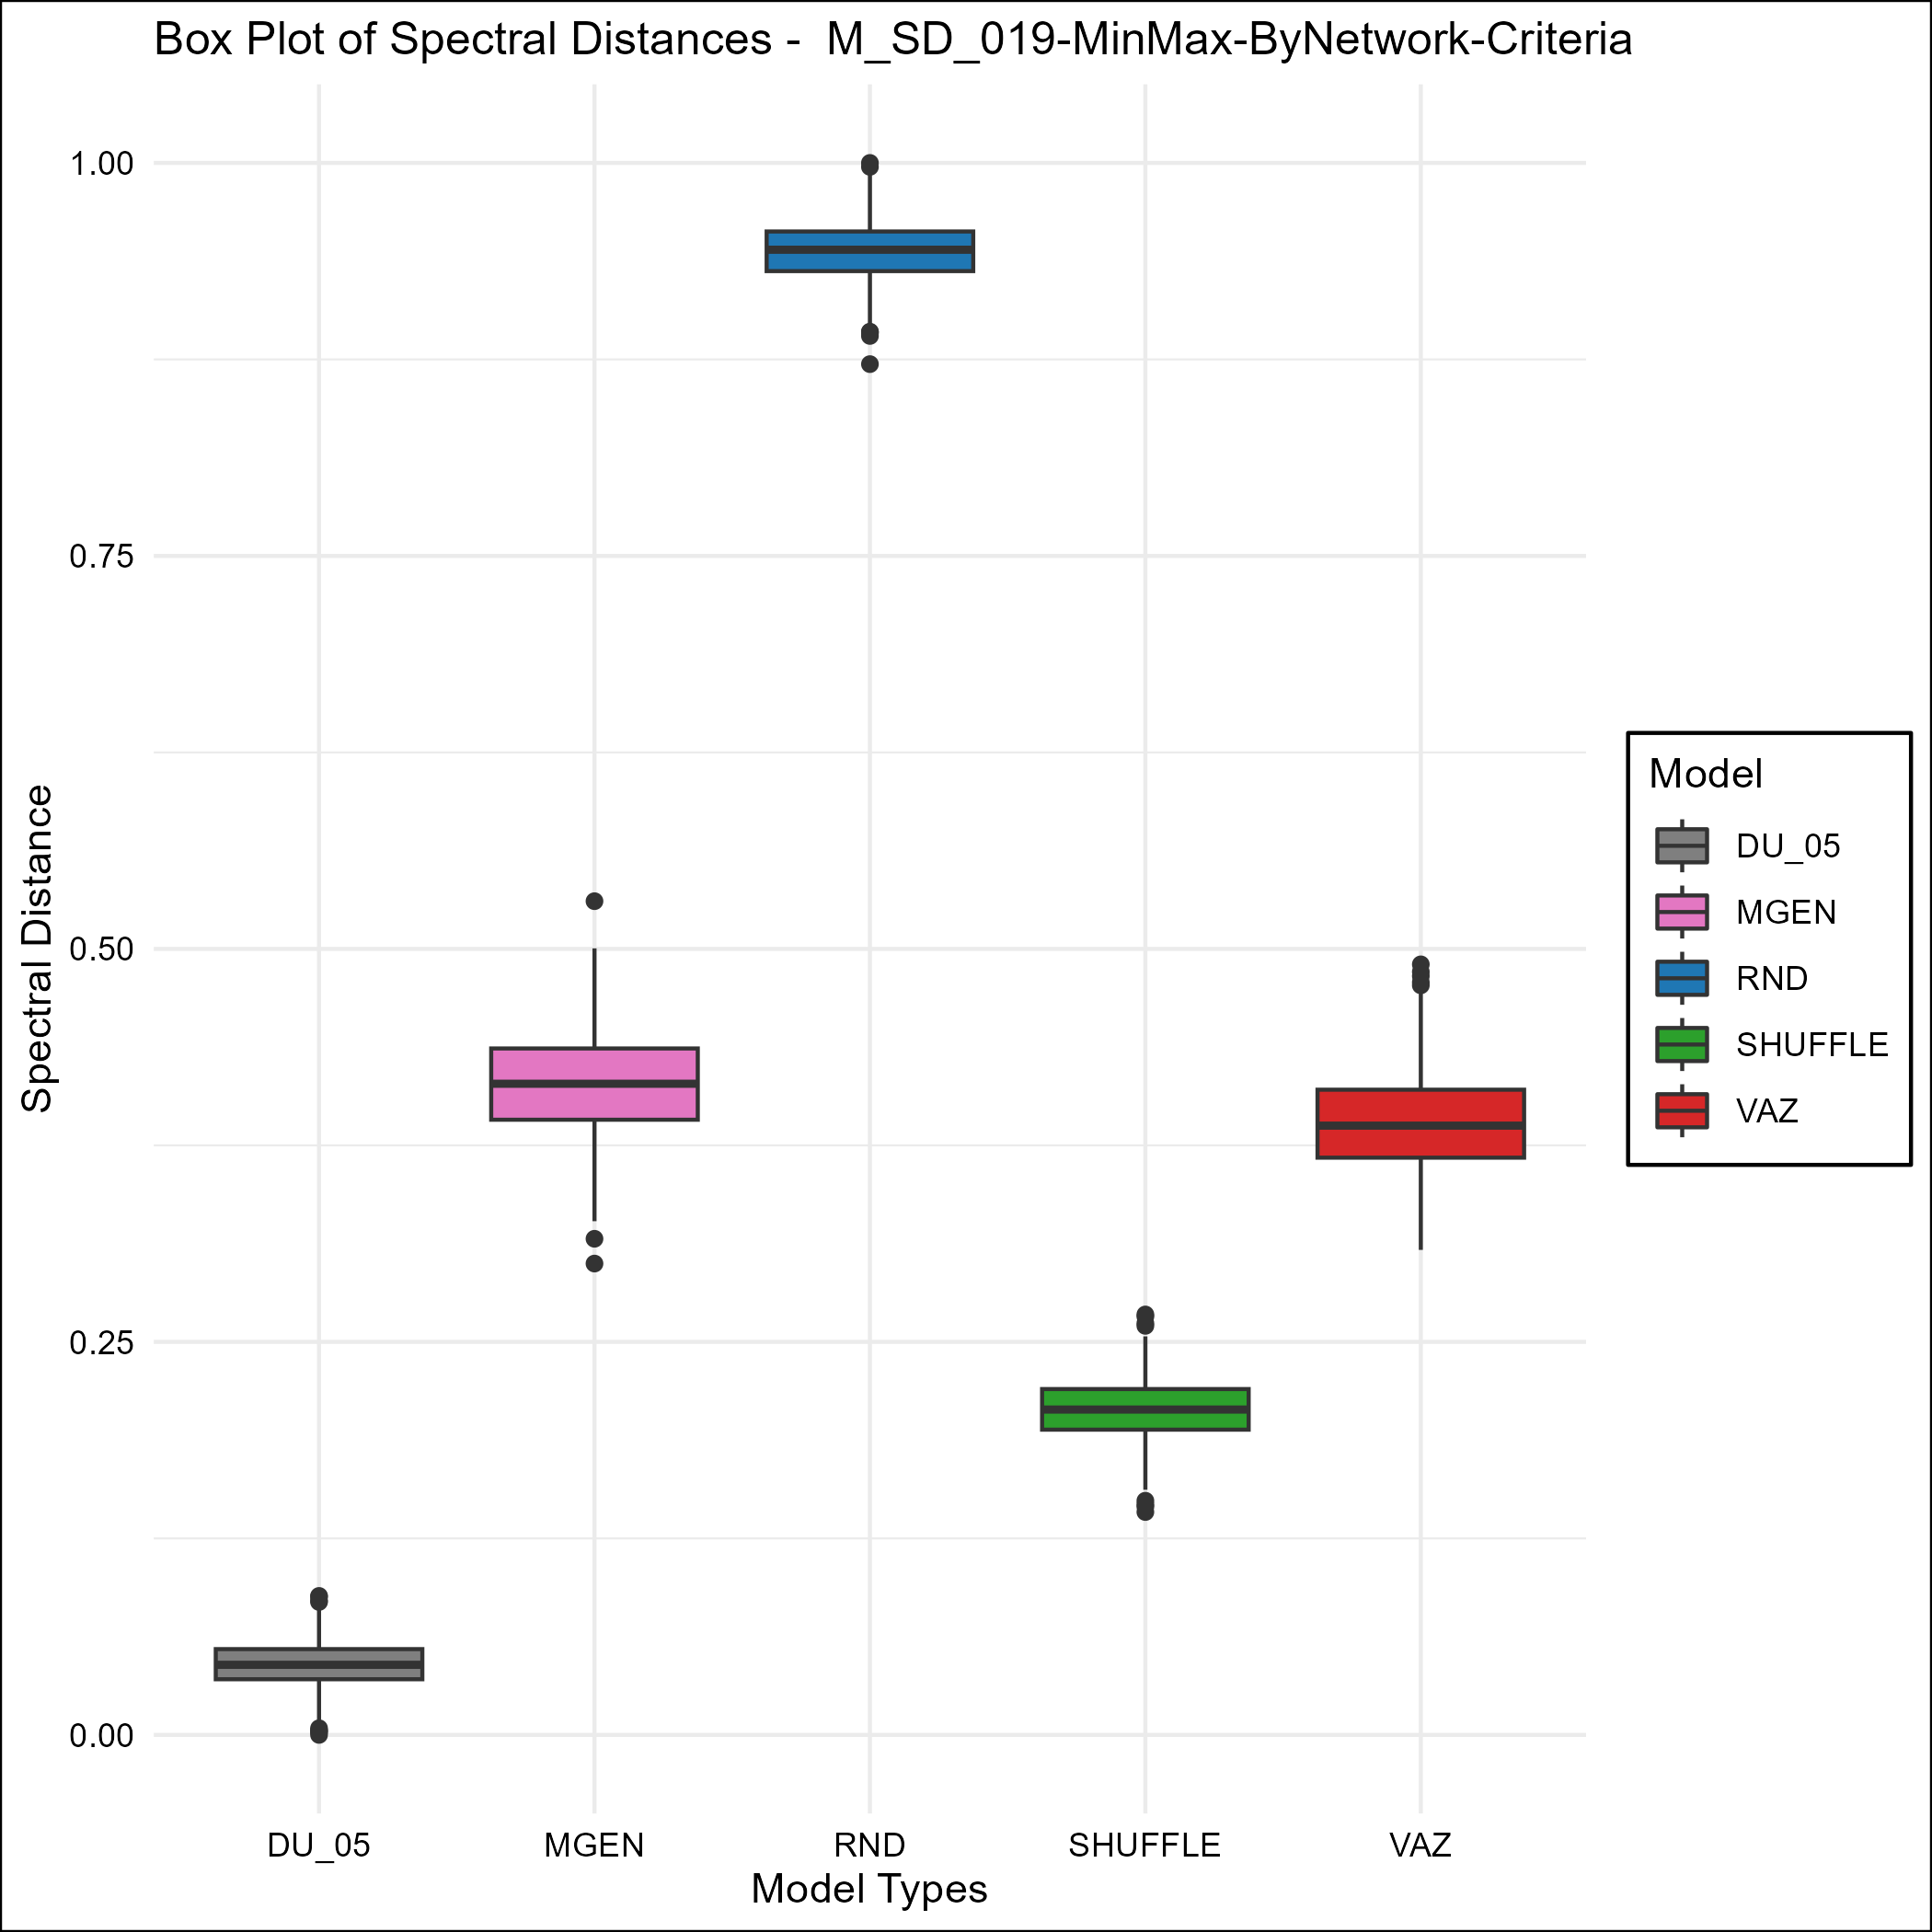 Box Plot of Spectral Distances -  M_SD_019-MinMax-ByNetwork-Criteria
1.00
0.75
0.50
0.25
0.00
Spectral Distance
DU_05
MGEN
RND
SHUFFLE
VAZ
Model Types
Model
DU_05
MGEN
RND
SHUFFLE
VAZ